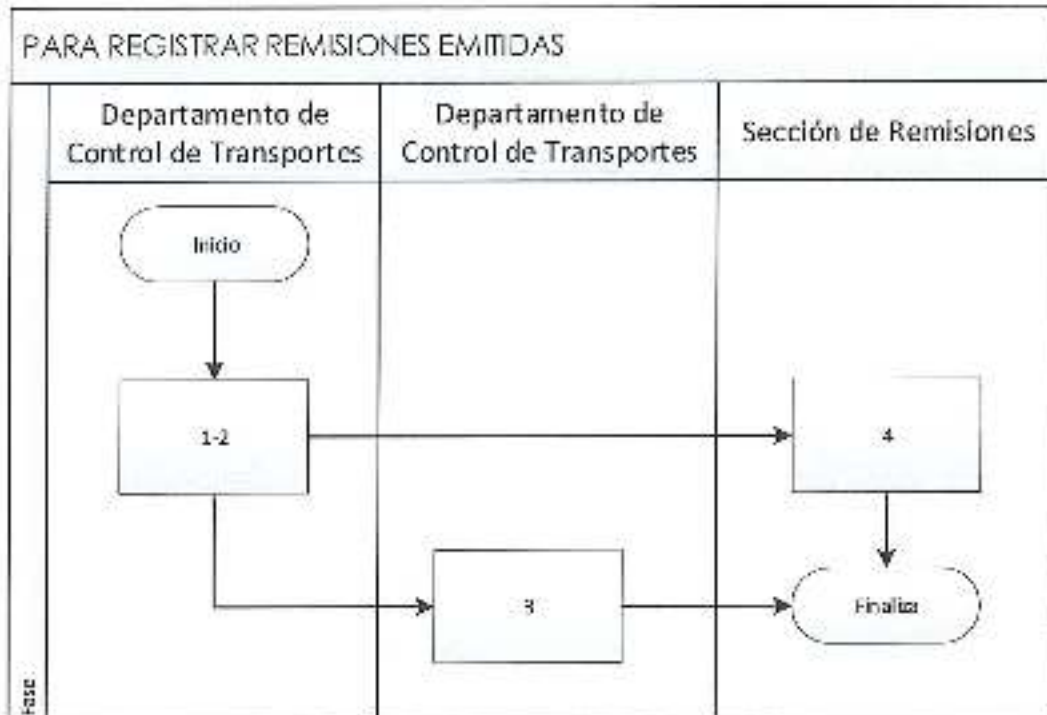 PARA REGISTRAR REMISIONES EMITIDAS
Departamento de
Control de Transportes
Departamento de
Control de Transportes
Sección de Remisiones
Inicio
1-2
4
3
Finaliza
Fase